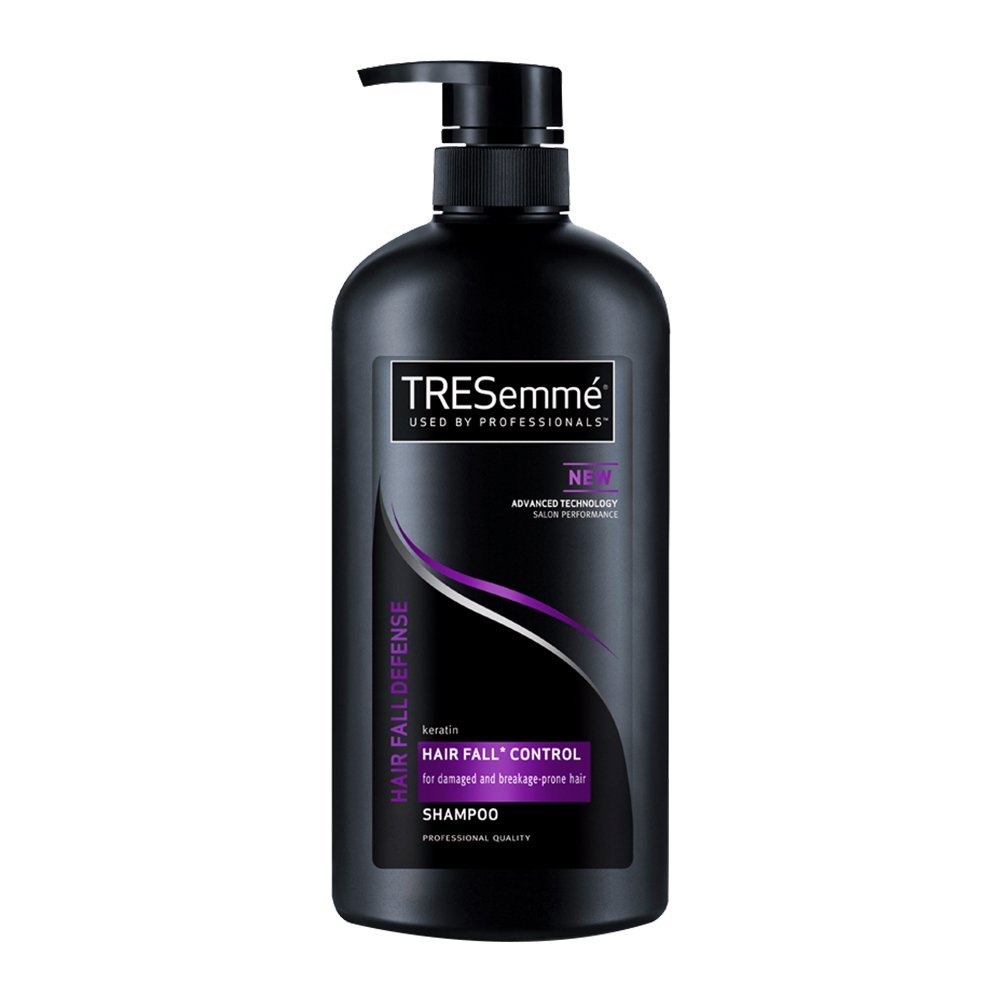 TRESemmé®
USED BY PROFESSIONALS™
NEW
ADVANCED TECHNOLOGY
SALON PERFORMANCE
HAIR FALL DEFENSE
keratin
HAIR FALL* CONTROL
for damaged and breakage-prone hair
SHAMPOO
PROFESSIONAL QUALITY